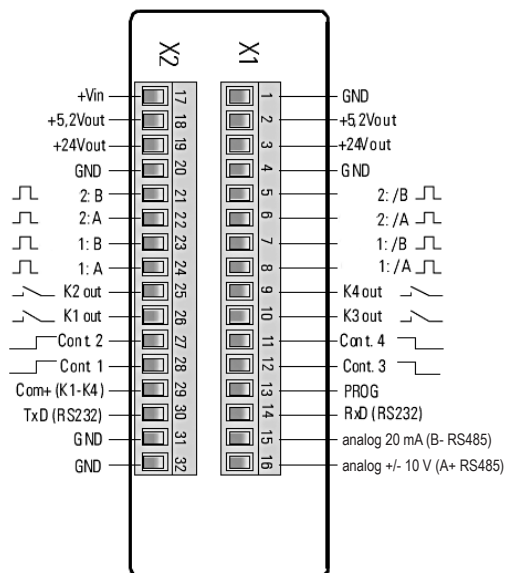 X2 X1
+Vin 17 1 GND
+5,2Vout 18 2 +5,2Vout
+24Vout 19 3 +24Vout
GND 20 4 GND
2: B 21 5 2: /B
2: A 22 6 2: /A
1: B 23 7 1: /B
1: A 24 8 1: /A
K2 out 25 9 K4 out
K1 out 26 10 K3 out
Cont. 2 27 11 Cont. 4
Cont 1 28 12 Cont. 3
Com+ (K1-K4) 29 13 PROG
TxD (RS232) 30 14 RxD (RS232)
GND 31 15 analog 20 mA (B- RS485)
GND 32 16 analog +/- 10 V (A+ RS485)